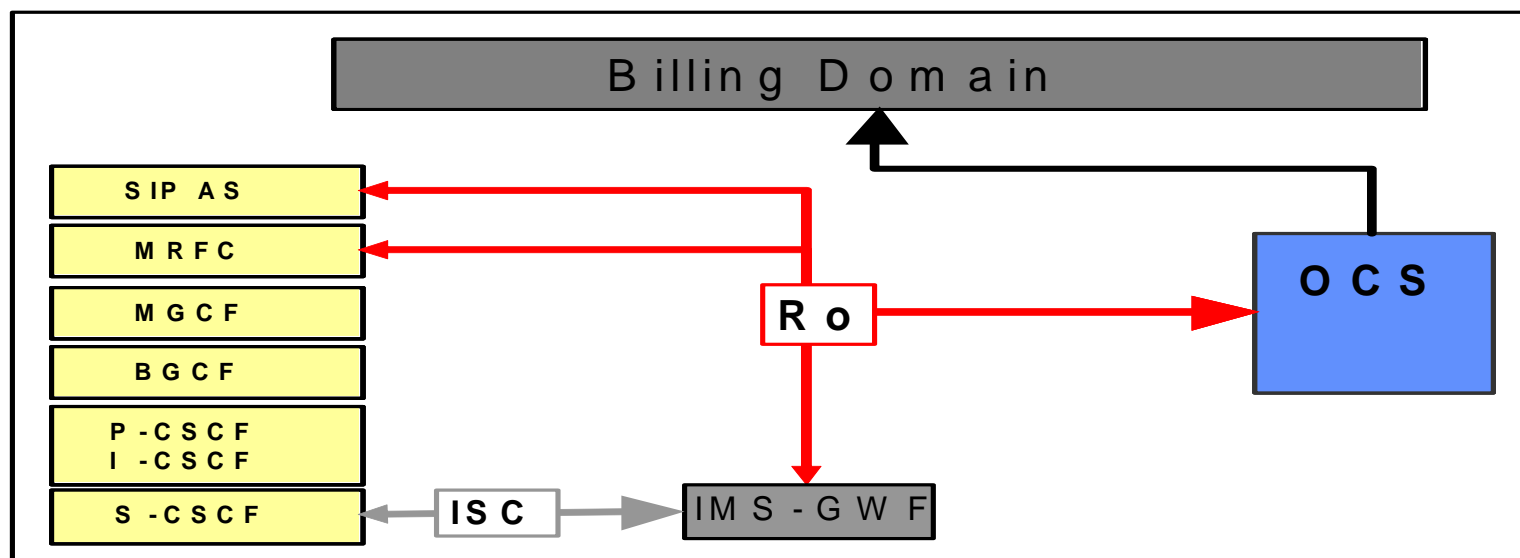 Billing Domain
SIP AS
MRFC
MGCF
BGCF
P-CSCF
I-CSCF
S-CSCF
Ro
OCS
ISC
IMS-GWF